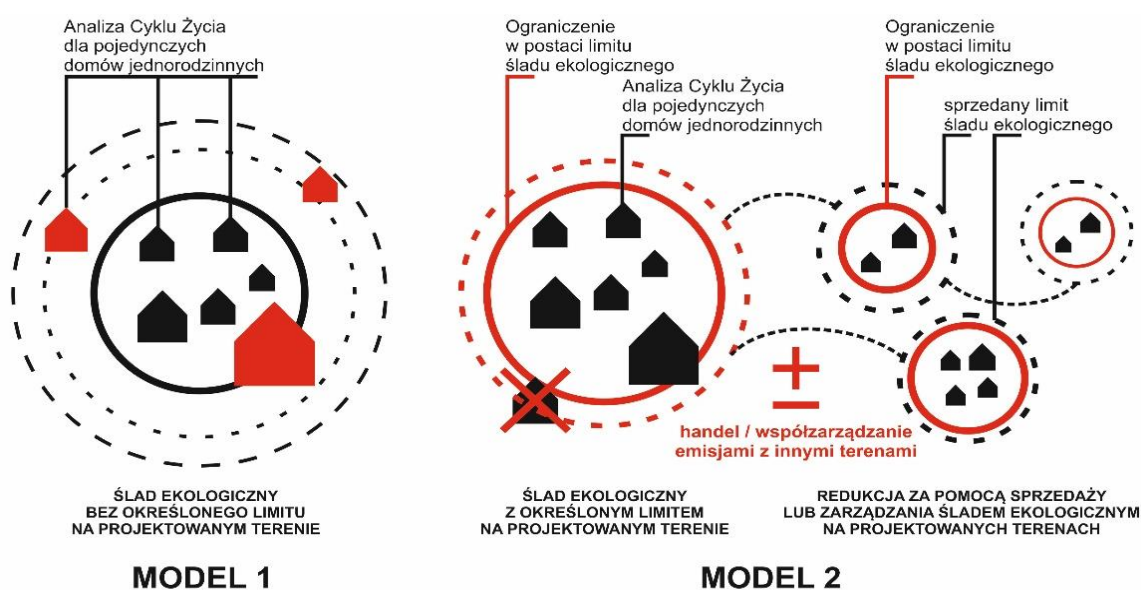 Analiza Cyklu Życia
dla pojedynczych
domów jednorodzinnych
Ograniczenie
w postaci limitu
śladu ekologicznego
Analiza Cyklu Życia
dla pojedynczych
domów jednorodzinnych
Ograniczenie
w postaci limitu
śladu ekologicznego
sprzedany limit
śladu ekologicznego
±
handel / współzarządzanie
emisjami z innymi terenami
ŚLAD EKOLOGICZNY
BEZ OKREŚLONEGO LIMITU
NA PROJEKTOWANYM TERENIE
ŚLAD EKOLOGICZNY
Z OKREŚLONYM LIMITEM
NA PROJEKTOWANYM TERENIE
REDUKCJA ZA POMOCĄ SPRZEDAŻY
LUB ZARZĄDZANIA ŚLADEM EKOLOGICZNYM
NA PROJEKTOWANYCH TERENACH
MODEL 1
MODEL 2